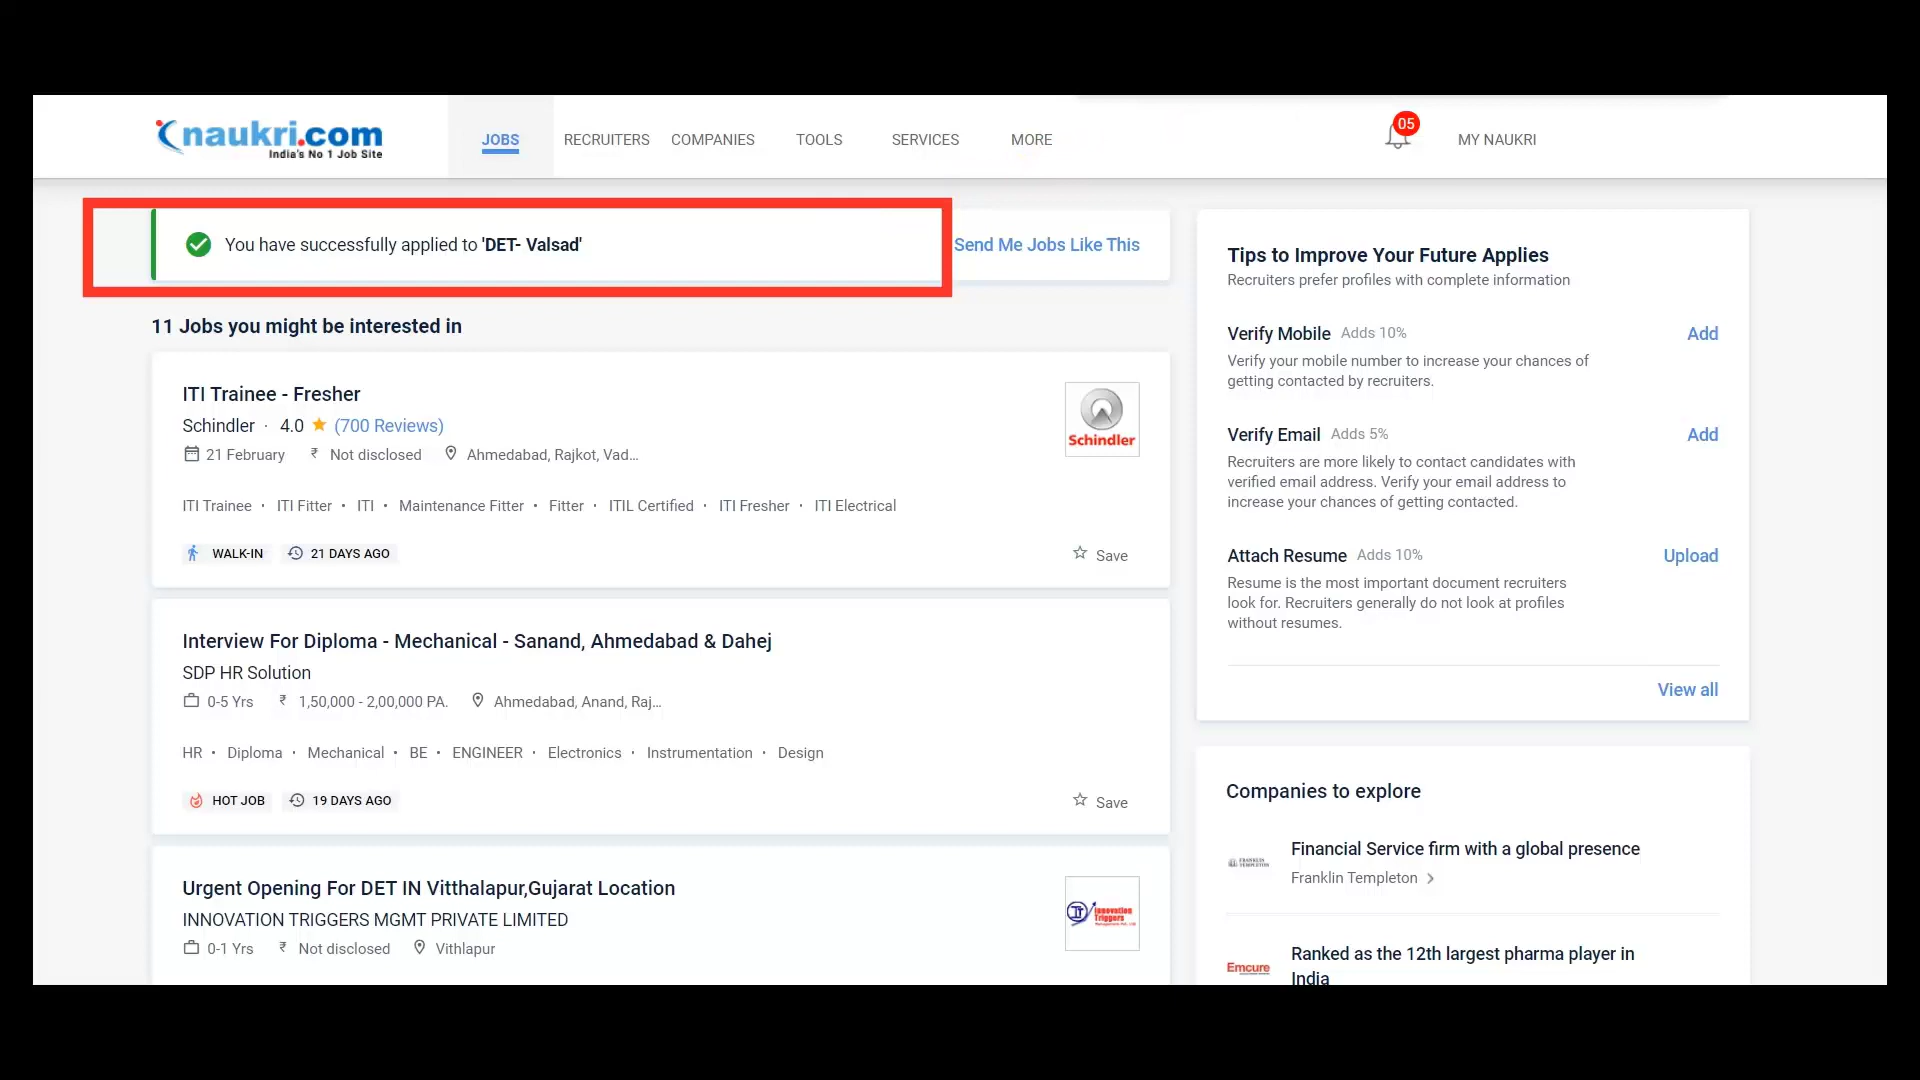 naukri.com
India's No 1 Job Site
JOBS
RECRUITERS
COMPANIES
TOOLS
SERVICES
MORE
05
MY NAUKRI
You have successfully applied to 'DET- Valsad'
Send Me Jobs Like This
11 Jobs you might be interested in
ITI Trainee - Fresher
Schindler · 4.0 (700 Reviews)
21 February ₹ Not disclosed Ahmedabad, Rajkot, Vad...
ITI Trainee · ITI Fitter · ITI · Maintenance Fitter · Fitter · ITIL Certified · ITI Fresher · ITI Electrical
WALK-IN 21 DAYS AGO
Save
Schindler
Interview For Diploma - Mechanical - Sanand, Ahmedabad & Dahej
SDP HR Solution
0-5 Yrs ₹ 1,50,000 - 2,00,000 PA. Ahmedabad, Anand, Raj...
HR · Diploma · Mechanical · BE · ENGINEER · Electronics · Instrumentation · Design
HOT JOB 19 DAYS AGO
Save
Urgent Opening For DET IN Vitthalapur,Gujarat Location
INNOVATION TRIGGERS MGMT PRIVATE LIMITED
0-1 Yrs ₹ Not disclosed Vithlapur
Innovation
Triggers
Tips to Improve Your Future Applies
Recruiters prefer profiles with complete information
Verify Mobile Adds 10%
Add
Verify your mobile number to increase your chances of
getting contacted by recruiters.
Verify Email Adds 5%
Add
Recruiters are more likely to contact candidates with
verified email address. Verify your email address to
increase your chances of getting contacted.
Attach Resume Adds 10%
Upload
Resume is the most important document recruiters
look for. Recruiters generally do not look at profiles
without resumes.
View all
Companies to explore
FRANKLIN
TEMPLETON
Financial Service firm with a global presence
Franklin Templeton
Emcure
Ranked as the 12th largest pharma player in
India